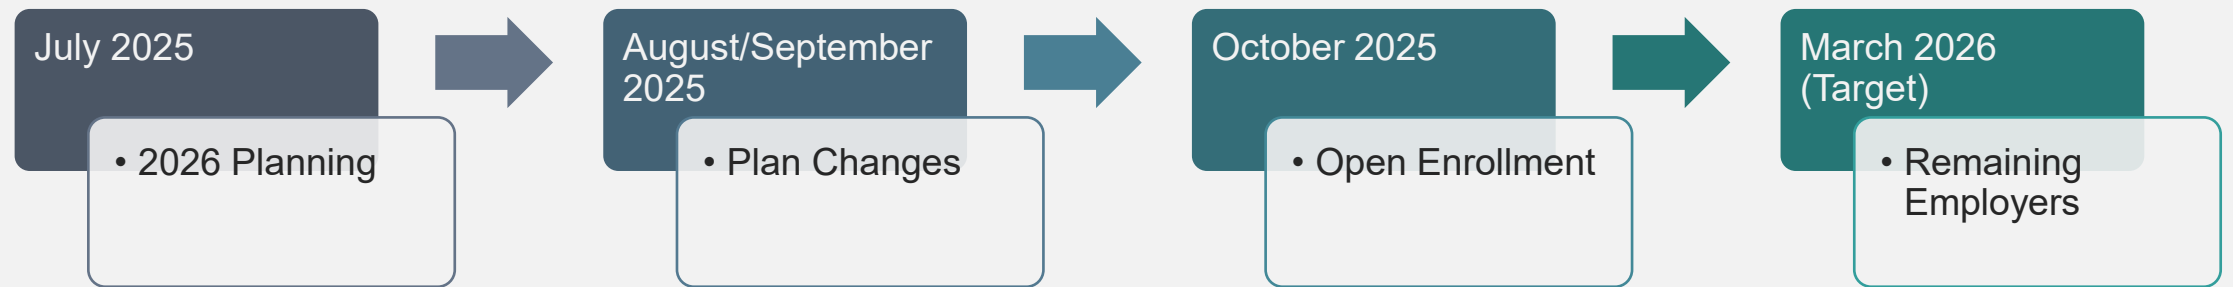 July 2025
• 2026 Planning
August/September
2025
• Plan Changes
October 2025
• Open Enrollment
March 2026
(Target)
• Remaining
Employers